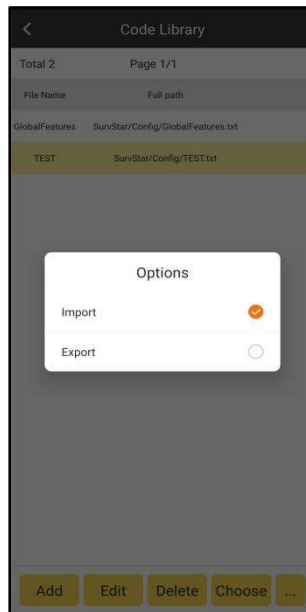 Code Library
Total 2 Page 1/1
File Name Full path
GlobalFeatures SurvStar/Config/GlobalFeatures.txt
TEST SurvStar/Config/TEST.txt
Options
Import
Export
Add Edit Delete Choose ...